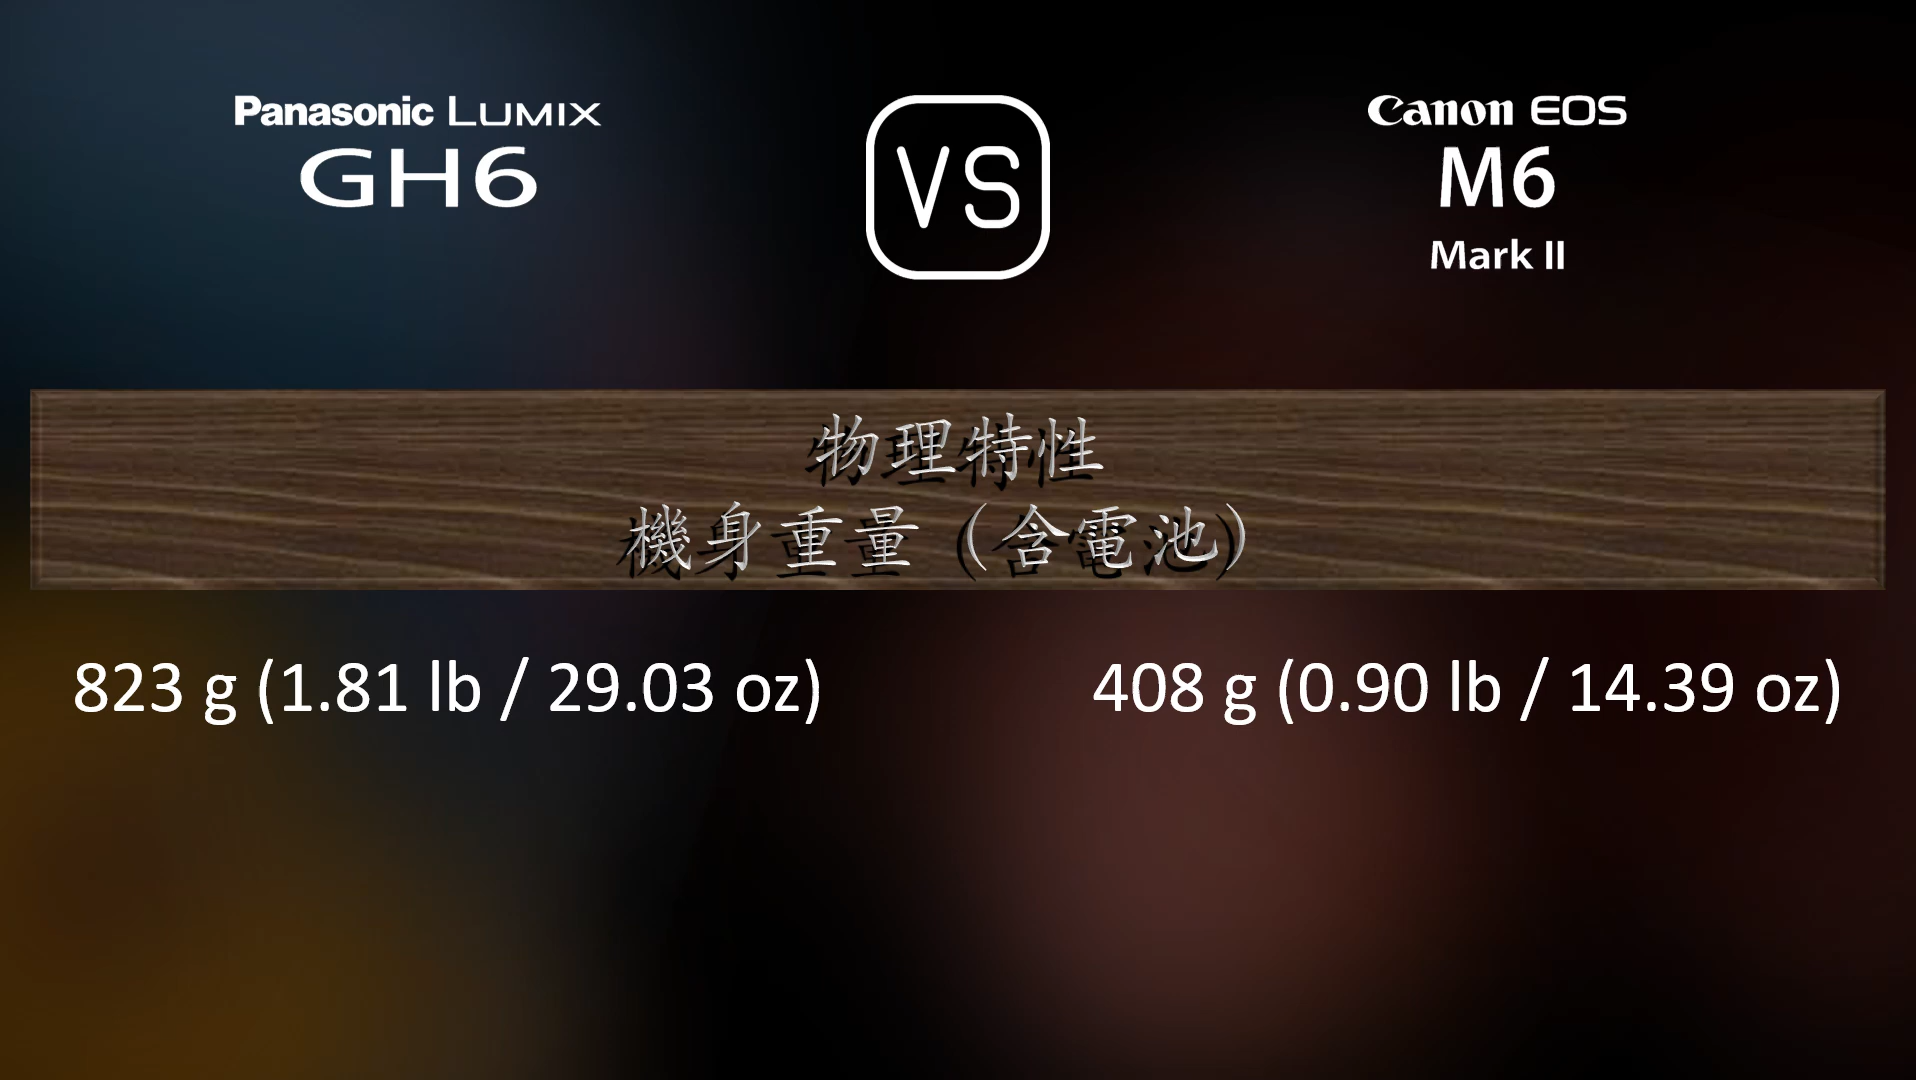 Panasonic LUMIX
GH6
VS
Canon EOS
M6
Mark II
物理特性
機身重量（含電池）
823 g (1.81 lb / 29.03 oz)
408 g (0.90 lb / 14.39 oz)